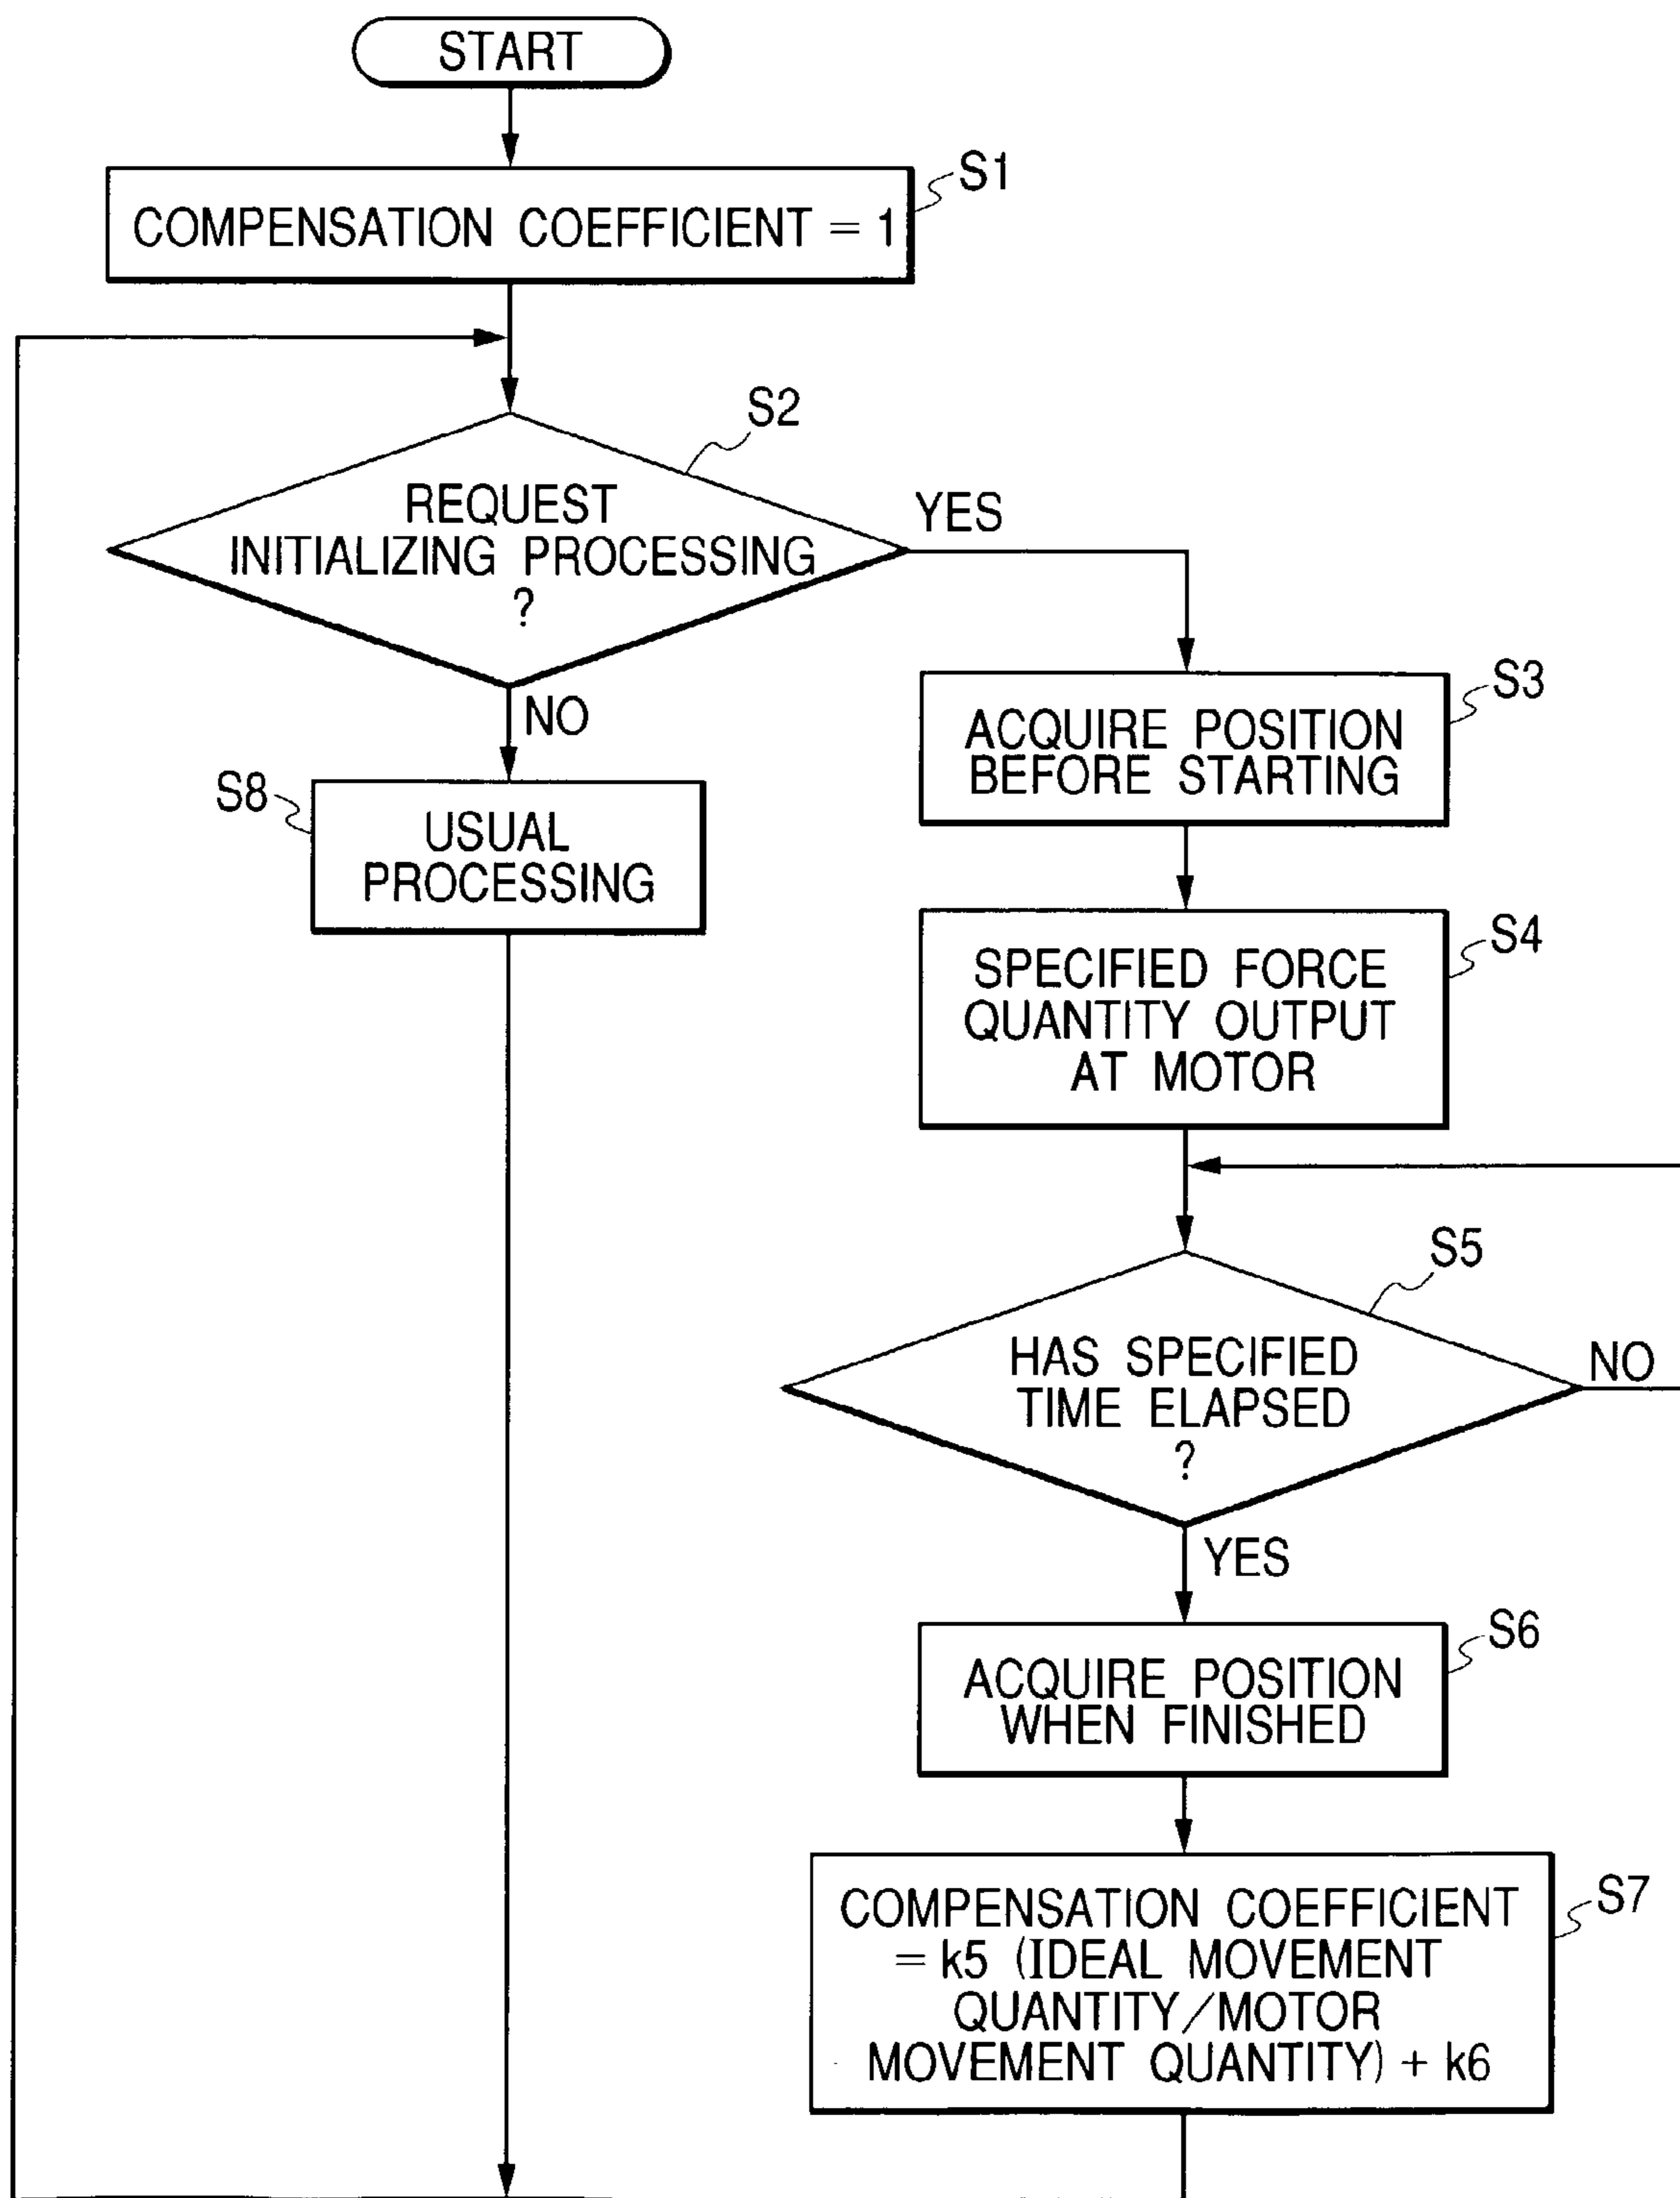 START
S1
COMPENSATION COEFFICIENT = 1
S2
REQUEST
INITIALIZING PROCESSING
?
YES
NO
S3
ACQUIRE POSITION
BEFORE STARTING
S8
USUAL
PROCESSING
S4
SPECIFIED FORCE
QUANTITY OUTPUT
AT MOTOR
S5
HAS SPECIFIED
TIME ELAPSED
?
NO
YES
S6
ACQUIRE POSITION
WHEN FINISHED
S7
COMPENSATION COEFFICIENT
= k5 (IDEAL MOVEMENT
QUANTITY/MOTOR
MOVEMENT QUANTITY) + k6